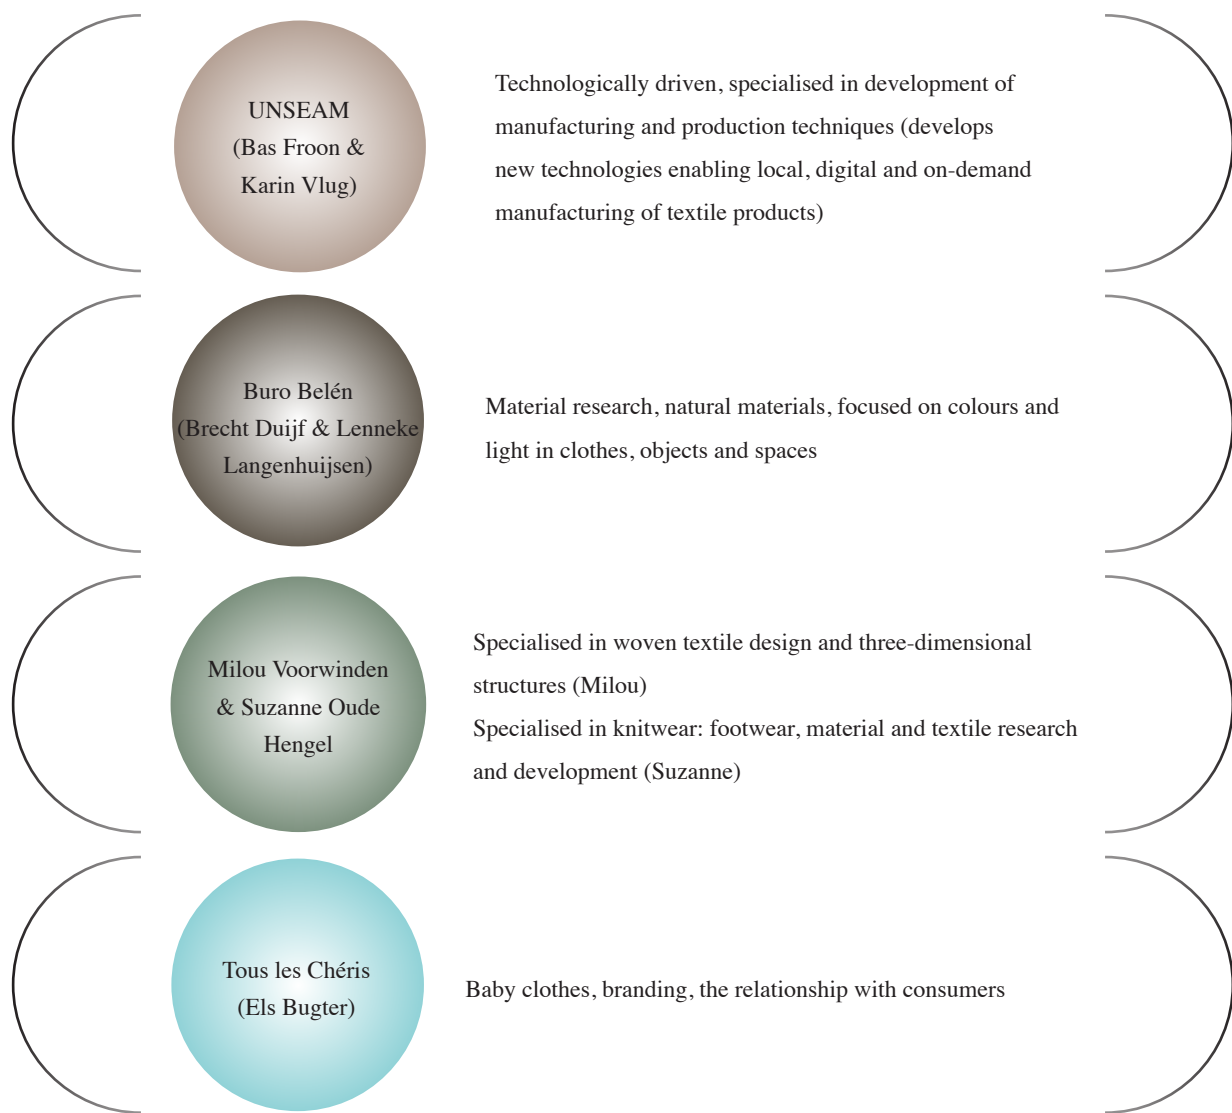 UNSEAM
(Bas Froon &
Karin Vlug)
Technologically driven, specialised in development of
manufacturing and production techniques (develops
new technologies enabling local, digital and on-demand
manufacturing of textile products)
Buro Belén
(Brecht Duijf & Lenneke
Langenhuijsen)
Material research, natural materials, focused on colours and
light in clothes, objects and spaces
Milou Voorwinden
& Suzanne Oude
Hengel
Specialised in woven textile design and three-dimensional
structures (Milou)
Specialised in knitwear: footwear, material and textile research
and development (Suzanne)
Tous les Chéris
(Els Bugter)
Baby clothes, branding, the relationship with consumers